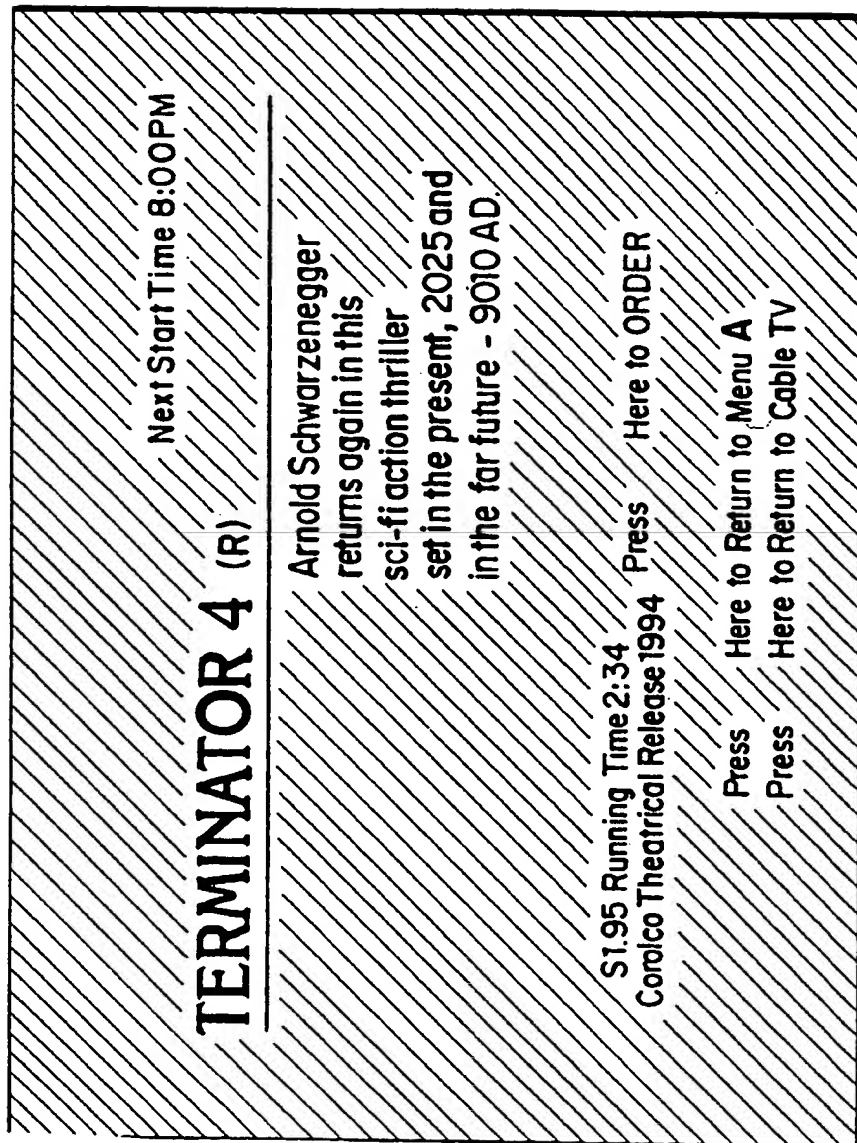 Next Start Time 8:00PM
TERMINATOR 4 (R)
Arnold Schwarzenegger
returns again in this
sci-fi action thriller
set in the present, 2025 and
in the far future - 9010 AD.
$1.95 Running Time 2:34
Corolco Theatrical Release 1994
Press Here to ORDER
Press Here to Return to Menu A
Press Here to Return to Cable TV